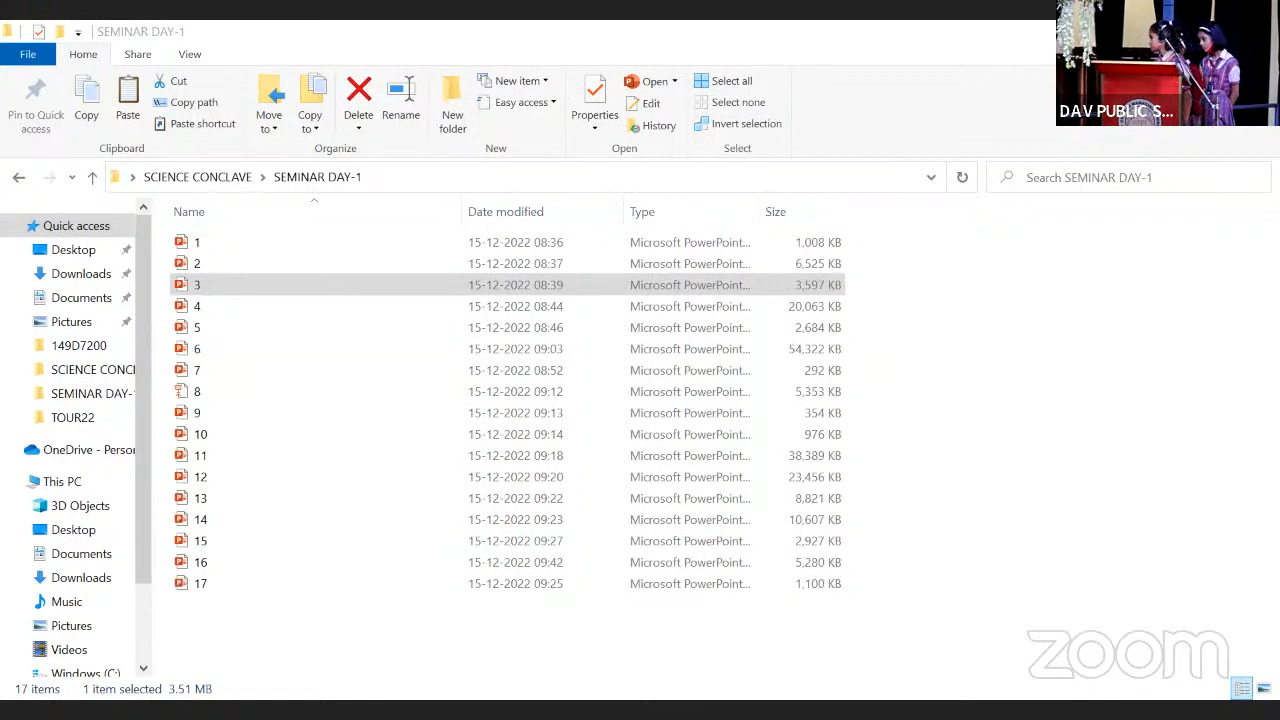 SEMINAR DAY-1
File Home Share View
Pin to Quick access
Copy
Paste
Cut
Copy path
Paste shortcut
Move to
Copy to
Delete
Rename
New folder
New item
Easy access
Properties
Open
Edit
History
Select all
Select none
Invert selection
Clipboard Organize New Open Select
DAV PUBLIC S...
SCIENCE CONCLAVE > SEMINAR DAY-1
Search SEMINAR DAY-1
Quick access
Desktop
Downloads
Documents
Pictures
149D7200
SCIENCE CONCL
SEMINAR DAY-1
TOUR22
OneDrive - Person
This PC
3D Objects
Desktop
Documents
Downloads
Music
Pictures
Videos
Windows (C:)
Name Date modified Type Size
1 15-12-2022 08:36 Microsoft PowerPoint... 1,008 KB
2 15-12-2022 08:37 Microsoft PowerPoint... 6,525 KB
3 15-12-2022 08:39 Microsoft PowerPoint... 3,597 KB
4 15-12-2022 08:44 Microsoft PowerPoint... 20,063 KB
5 15-12-2022 08:46 Microsoft PowerPoint... 2,684 KB
6 15-12-2022 09:03 Microsoft PowerPoint... 54,322 KB
7 15-12-2022 08:52 Microsoft PowerPoint... 292 KB
8 15-12-2022 09:12 Microsoft PowerPoint... 5,353 KB
9 15-12-2022 09:13 Microsoft PowerPoint... 354 KB
10 15-12-2022 09:14 Microsoft PowerPoint... 976 KB
11 15-12-2022 09:18 Microsoft PowerPoint... 38,389 KB
12 15-12-2022 09:20 Microsoft PowerPoint... 23,456 KB
13 15-12-2022 09:22 Microsoft PowerPoint... 8,821 KB
14 15-12-2022 09:23 Microsoft PowerPoint... 10,607 KB
15 15-12-2022 09:27 Microsoft PowerPoint... 2,927 KB
16 15-12-2022 09:42 Microsoft PowerPoint... 5,280 KB
17 15-12-2022 09:25 Microsoft PowerPoint... 1,100 KB
zoom
17 items 1 item selected 3.51 MB